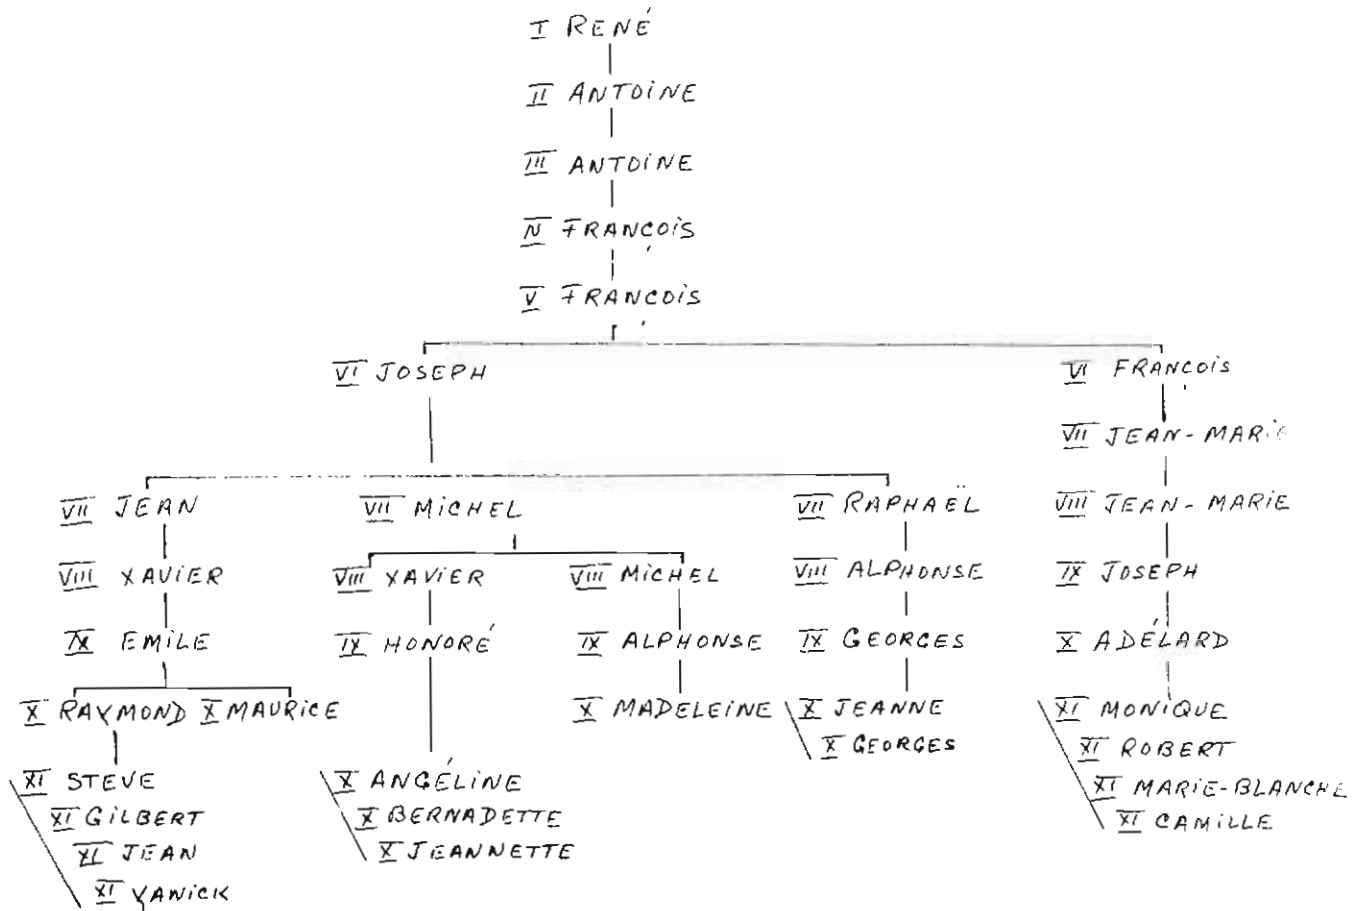 I RENÉ
II ANTOINE
III ANTOINE
IV FRANÇOIS
V FRANÇOIS
VI JOSEPH VI FRANÇOIS
VII JEAN-MARIE
VII JEAN VII MICHEL VII RAPHAËL VIII JEAN-MARIE
VIII XAVIER VIII XAVIER VIII MICHEL VIII ALPHONSE IX JOSEPH
IX EMILE IX HONORÉ IX ALPHONSE IX GEORGES X ADÉLARD
X RAYMOND X MAURICE X MADELEINE X JEANNE XI MONIQUE
X GEORGES XI ROBERT
XI STEVE X ANGÉLINE XI MARIE-BLANCHE
XI GILBERT X BERNADETTE XI CAMILLE
XI JEAN X JEANNETTE
XI YANICK